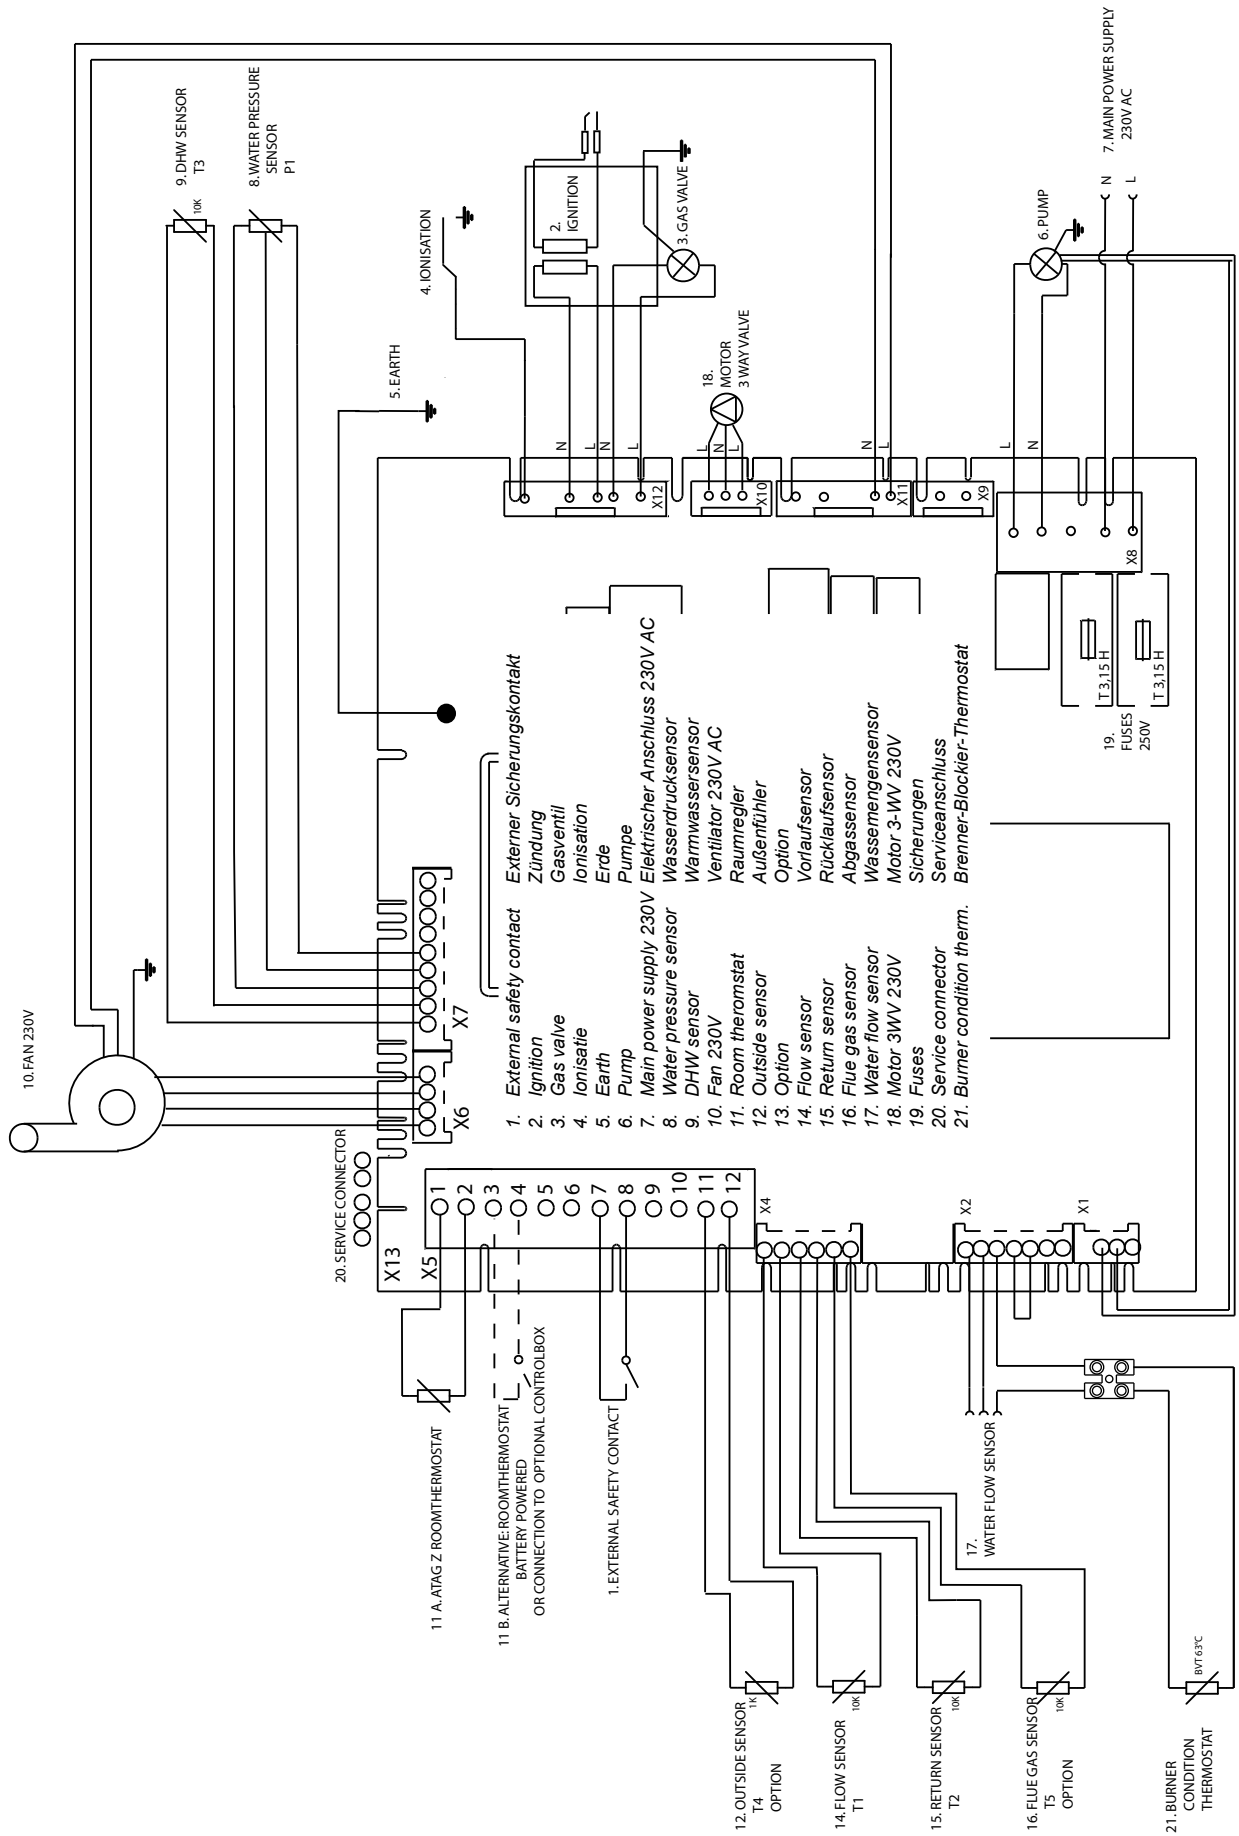 7. MAIN POWER SUPPLY
230V AC
N
L
6. PUMP
L
N
9. DHW SENSOR
T3
10K
8. WATER PRESSURE
SENSOR
P1
4. IONISATION
2.
IGNITION
3. GAS VALVE
5. EARTH
18.
MOTOR
3 WAY VALVE
N
L
N
L
L
N
L
N
L
X12
X10
X11
X9
X8
T 3,15 H
T 3,15 H
19.
FUSES
250V
10. FAN 230V
X7
X6
20. SERVICE CONNECTOR
X13
X5
1
2
3
4
5
6
7
8
9
10
11
12
X4
X2
X1
1. External safety contact Externer Sicherungskontakt
2. Ignition Zündung
3. Gas valve Gasventil
4. Ionisatie Ionisation
5. Earth Erde
6. Pump Pumpe
7. Main power supply 230V Elektrischer Anschluss 230V AC
8. Water pressure sensor Wasserdrucksensor
9. DHW sensor Warmwassersensor
10. Fan 230V Ventilator 230V AC
11. Room theromstat Raumregler
12. Outside sensor Außenfühler
13. Option Option
14. Flow sensor Vorlaufsensor
15. Return sensor Rücklaufsensor
16. Flue gas sensor Abgassensor
17. Water flow sensor Wassemengensensor
18. Motor 3WV 230V Motor 3-WV 230V
19. Fuses Sicherungen
20. Service connector Serviceanschluss
21. Burner condition therm. Brenner-Blockier-Thermostat
11 A. ATAG Z ROOMTHERMOSTAT
11 B. ALTERNATIVE: ROOMTHERMOSTAT
BATTERY POWERED
OR CONNECTION TO OPTIONAL CONTROLBOX
1. EXTERNAL SAFETY CONTACT
17.
WATER FLOW SENSOR
12. OUTSIDE SENSOR
T4
OPTION
1K
14. FLOW SENSOR
T1
10K
15. RETURN SENSOR
T2
10K
16. FLUE GAS SENSOR
T5
OPTION
10K
21. BURNER
CONDITION
THERMOSTAT
BVT 63°C